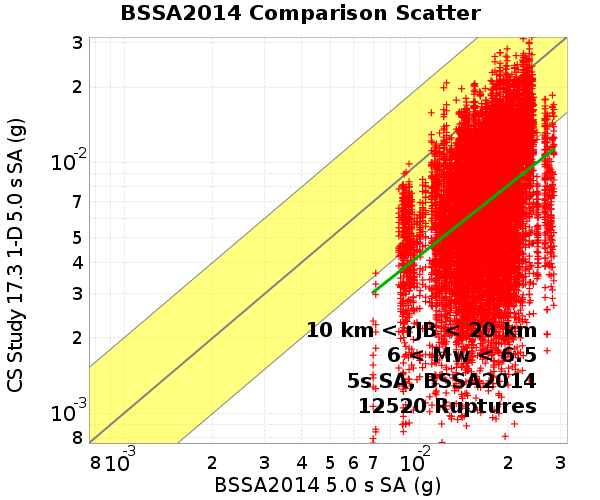 BSSA2014 Comparison Scatter
CS Study 17.3 1-D 5.0 s SA (g)
3
2
10-2
7
5
4
3
2
10-3
8
10 km < rJB < 20 km
6 < Mw < 6.5
5s SA, BSSA2014
12520 Ruptures
8 10-3 2 3 4 5 6 7 10-2 2 3
BSSA2014 5.0 s SA (g)